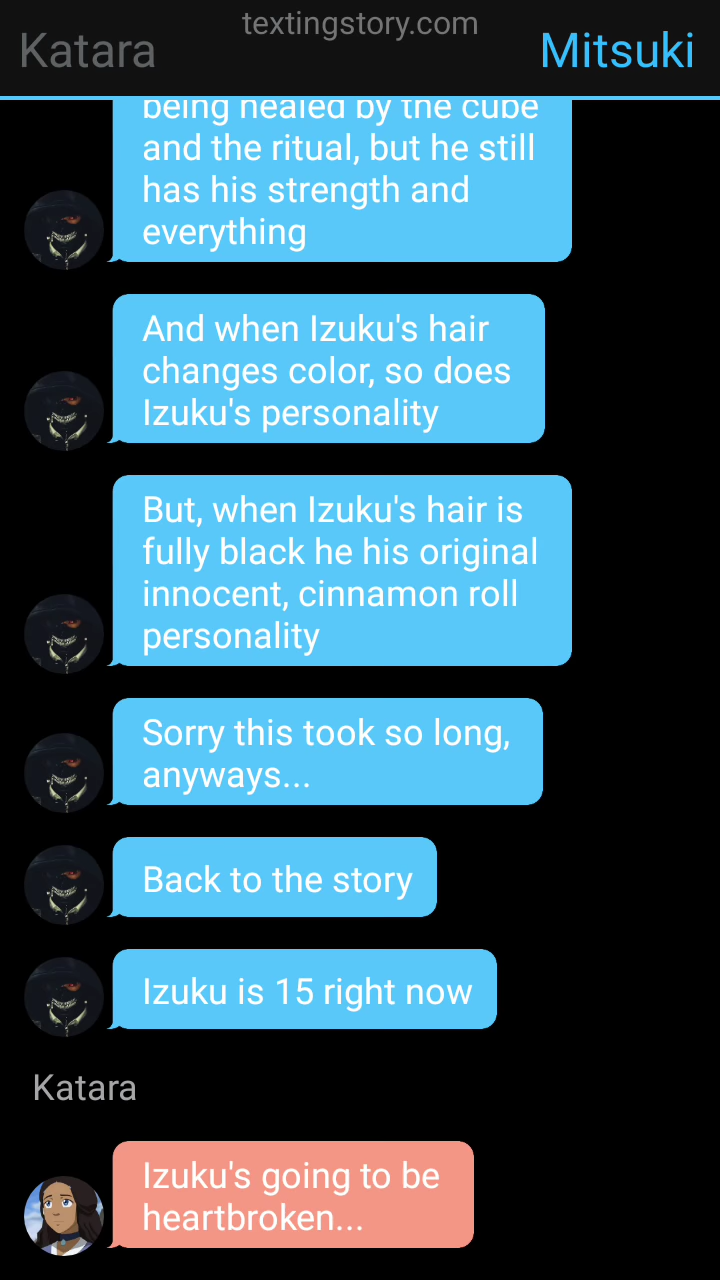 textingstory.com
Katara
Mitsuki
being healed by the cube
and the ritual, but he still
has his strength and
everything
And when Izuku's hair
changes color, so does
Izuku's personality
But, when Izuku's hair is
fully black he his original
innocent, cinnamon roll
personality
Sorry this took so long,
anyways...
Back to the story
Izuku is 15 right now
Katara
Izuku's going to be
heartbroken...